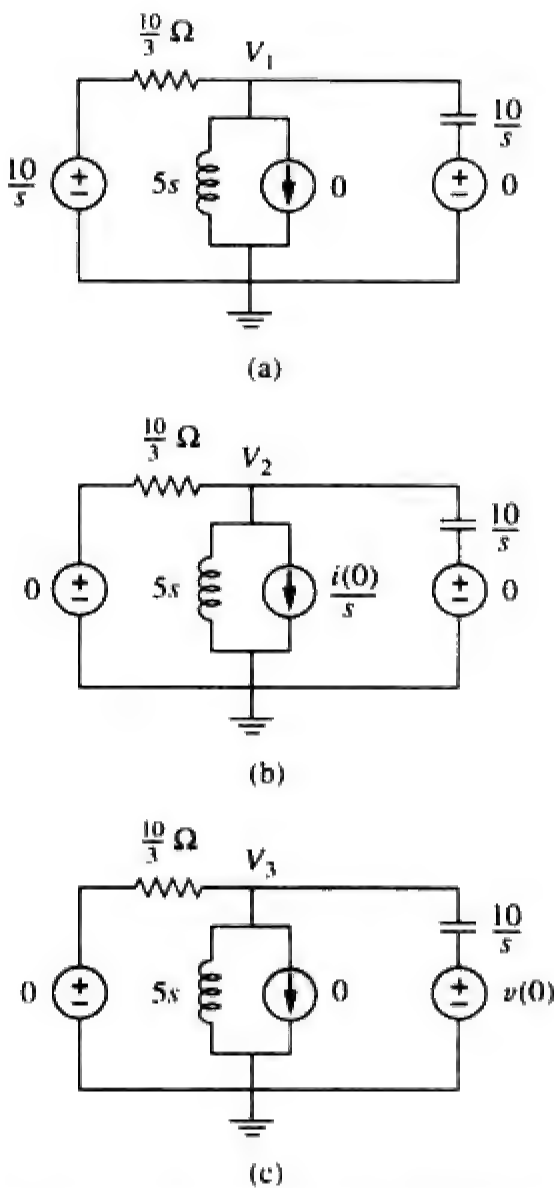 10/3 Ω
V₁
10/s
+
−
5s
0
10/s
+
−
0
(a)
10/3 Ω
V₂
0
+
−
5s
i(0)/s
10/s
+
−
0
(b)
10/3 Ω
V₃
0
+
−
5s
0
10/s
+
−
v(0)
(c)